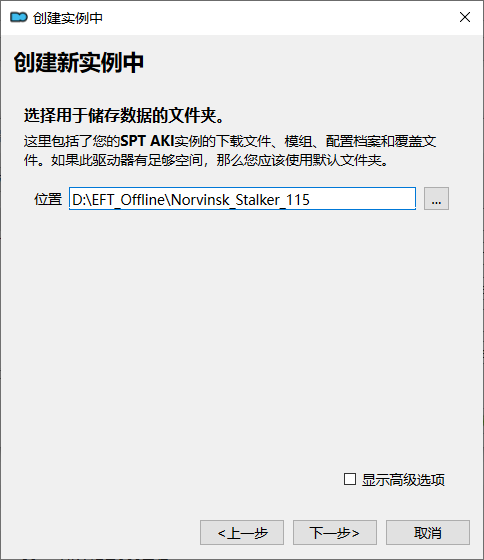 创建实例中
创建新实例中
选择用于储存数据的文件夹。
这里包括了您的SPT AKI实例的下载文件、模组、配置档案和覆盖文
件。如果此驱动器有足够空间，那么您应该使用默认文件夹。
位置 D:\EFT_Offline\Norvinsk_Stalker_115 ...
显示高级选项
<上一步 下一步> 取消